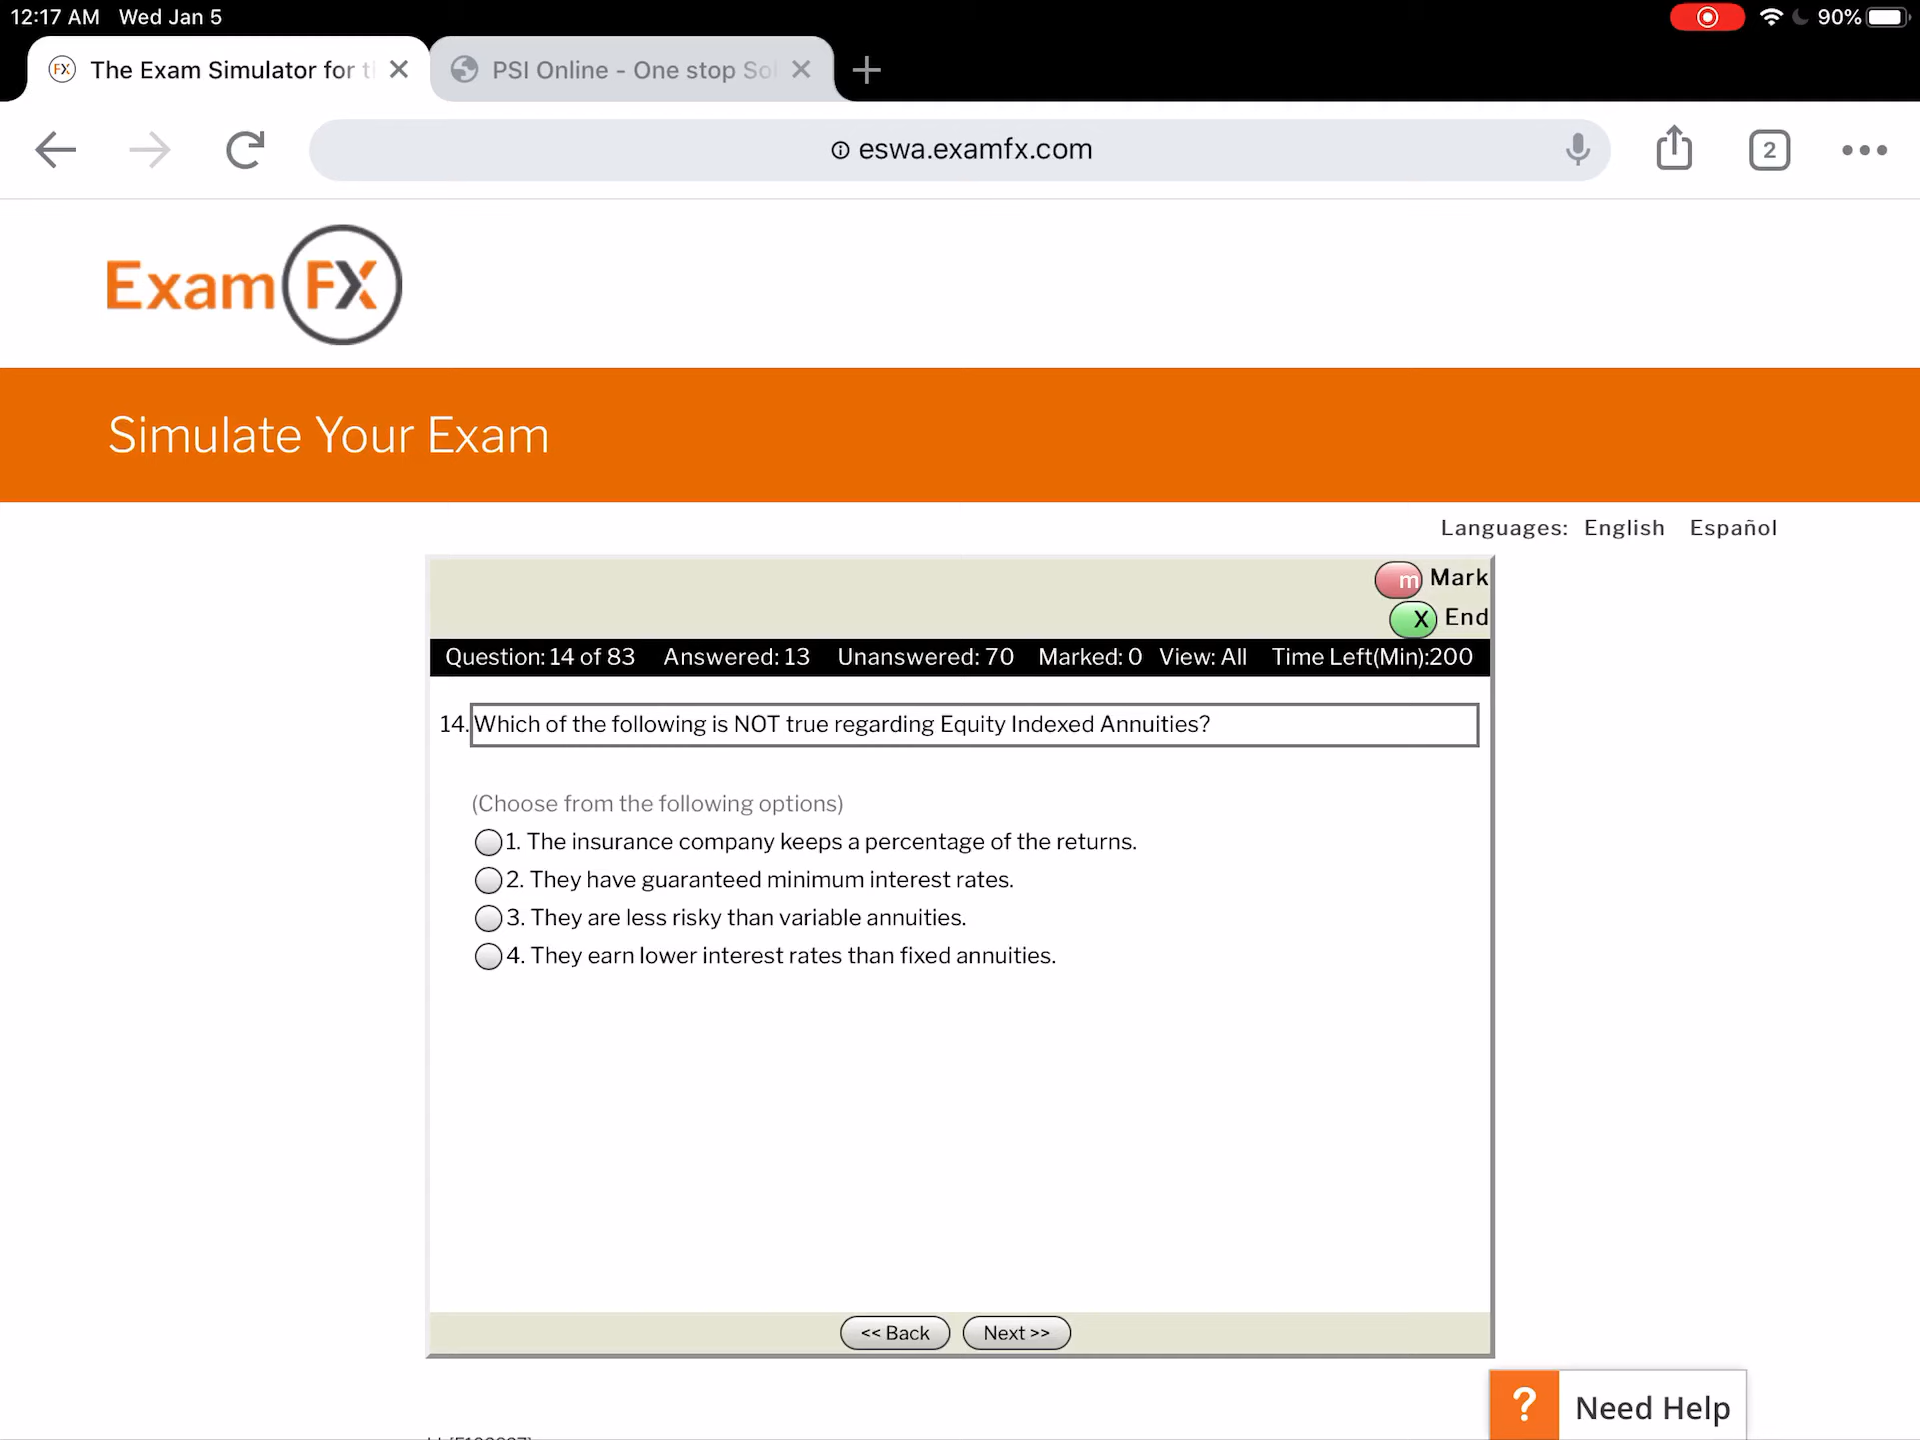 12:17 AM Wed Jan 5
90%
FX The Exam Simulator for t
PSI Online - One stop Sol
eswa.examfx.com
2
Exam FX
Simulate Your Exam
Languages: English Español
m Mark
X End
Question: 14 of 83 Answered: 13 Unanswered: 70 Marked: 0 View: All Time Left(Min):200
14. Which of the following is NOT true regarding Equity Indexed Annuities?
(Choose from the following options)
1. The insurance company keeps a percentage of the returns.
2. They have guaranteed minimum interest rates.
3. They are less risky than variable annuities.
4. They earn lower interest rates than fixed annuities.
<< Back Next >>
? Need Help